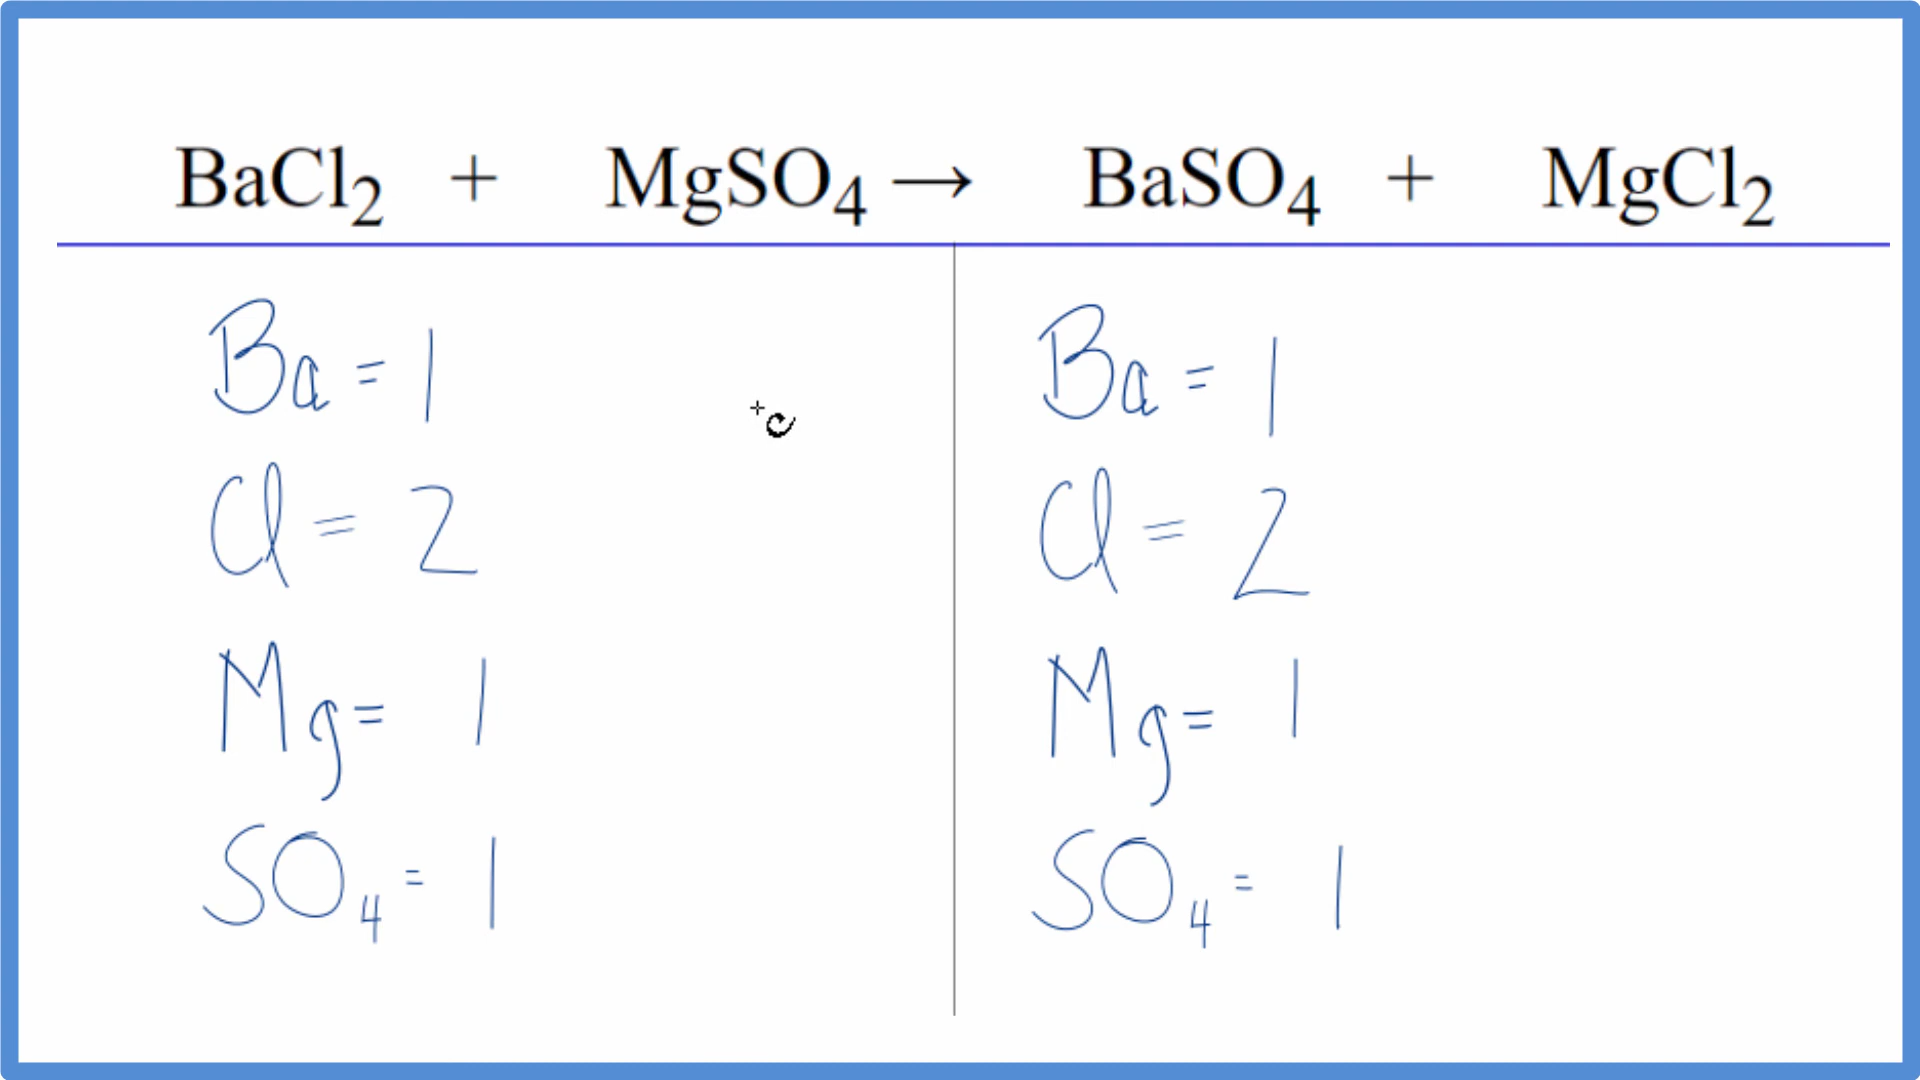 BaCl₂ + MgSO₄ → BaSO₄ + MgCl₂
Ba = 1
Cl = 2
Mg = 1
SO₄ = 1
Ba = 1
Cl = 2
Mg = 1
SO₄ = 1